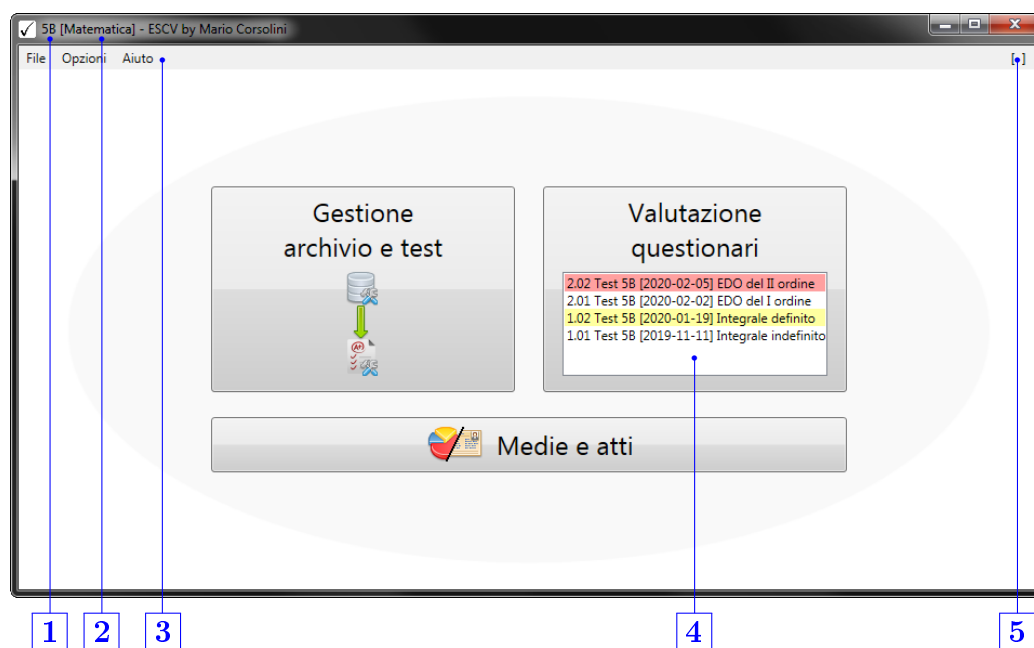 5B [Matematica] - ESCV by Mario Corsolini
File Opzioni Aiuto
Gestione
archivio e test
Valutazione
questionari
2.02 Test 5B [2020-02-05] EDO del II ordine
2.01 Test 5B [2020-02-02] EDO del I ordine
1.02 Test 5B [2020-01-19] Integrale definito
1.01 Test 5B [2019-11-11] Integrale indefinito
Medie e atti
1 2 3 4 5